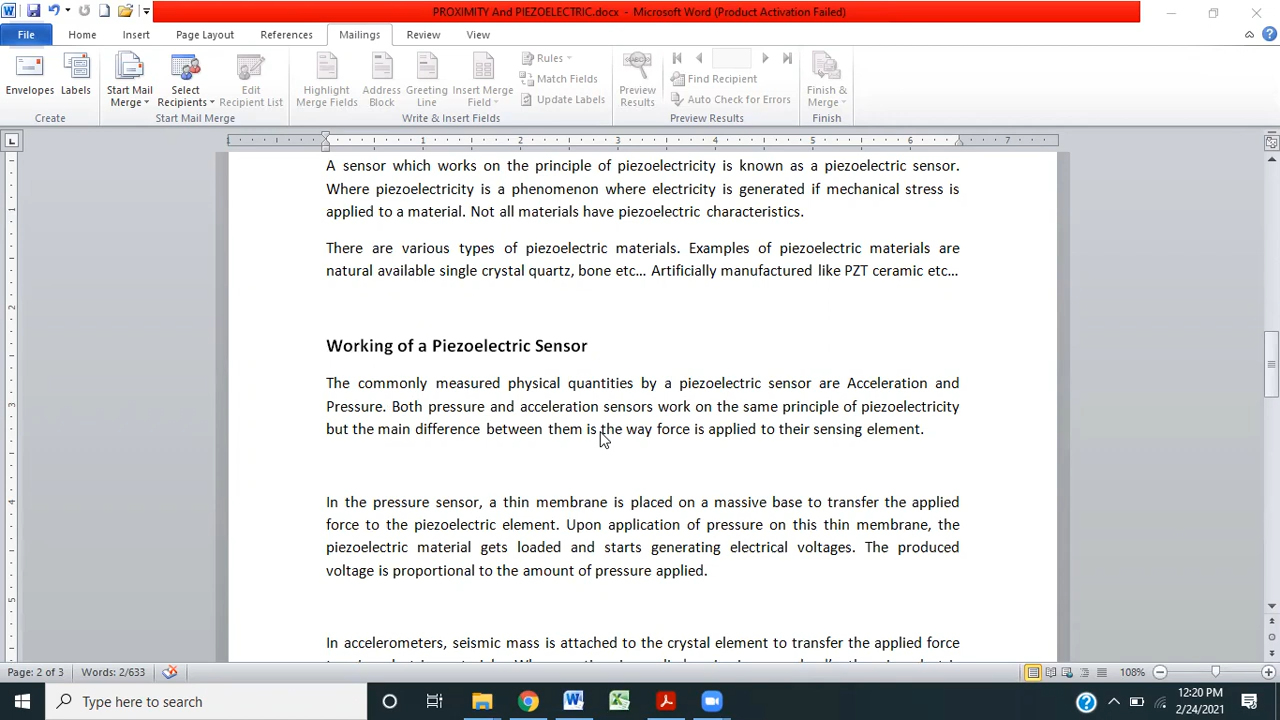 PROXIMITY And PIEZOELECTRIC.docx - Microsoft Word (Product Activation Failed)
File Home Insert Page Layout References Mailings Review View
Envelopes Labels Start Mail Merge Select Recipients Edit Recipient List Highlight Merge Fields Address Block Greeting Line Insert Merge Field Rules Match Fields Update Labels Preview Results Find Recipient Auto Check for Errors Finish & Merge
Create Start Mail Merge Write & Insert Fields Preview Results Finish
1 2 3 4 5 6 7
A sensor which works on the principle of piezoelectricity is known as a piezoelectric sensor.
Where piezoelectricity is a phenomenon where electricity is generated if mechanical stress is
applied to a material. Not all materials have piezoelectric characteristics.
There are various types of piezoelectric materials. Examples of piezoelectric materials are
natural available single crystal quartz, bone etc... Artificially manufactured like PZT ceramic etc...
Working of a Piezoelectric Sensor
The commonly measured physical quantities by a piezoelectric sensor are Acceleration and
Pressure. Both pressure and acceleration sensors work on the same principle of piezoelectricity
but the main difference between them is the way force is applied to their sensing element.
In the pressure sensor, a thin membrane is placed on a massive base to transfer the applied
force to the piezoelectric element. Upon application of pressure on this thin membrane, the
piezoelectric material gets loaded and starts generating electrical voltages. The produced
voltage is proportional to the amount of pressure applied.
In accelerometers, seismic mass is attached to the crystal element to transfer the applied force
Page: 2 of 3 Words: 2/633 108%
Type here to search
12:20 PM
2/24/2021